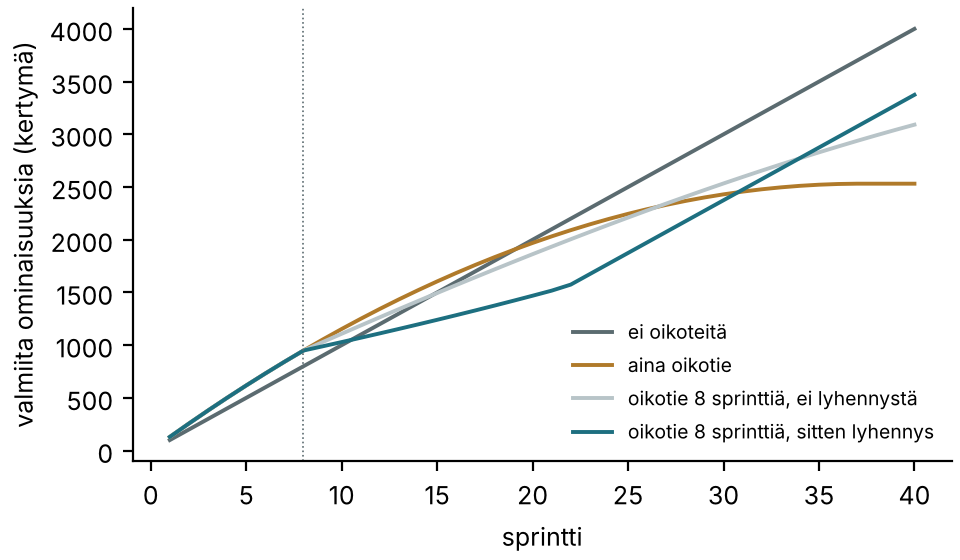 valmiita ominaisuuksia (kertymä)
4000
3500
3000
2500
2000
1500
1000
500
0
ei oikoteitä
aina oikotie
oikotie 8 sprinttiä, ei lyhennystä
oikotie 8 sprinttiä, sitten lyhennys
0 5 10 15 20 25 30 35 40
sprintti